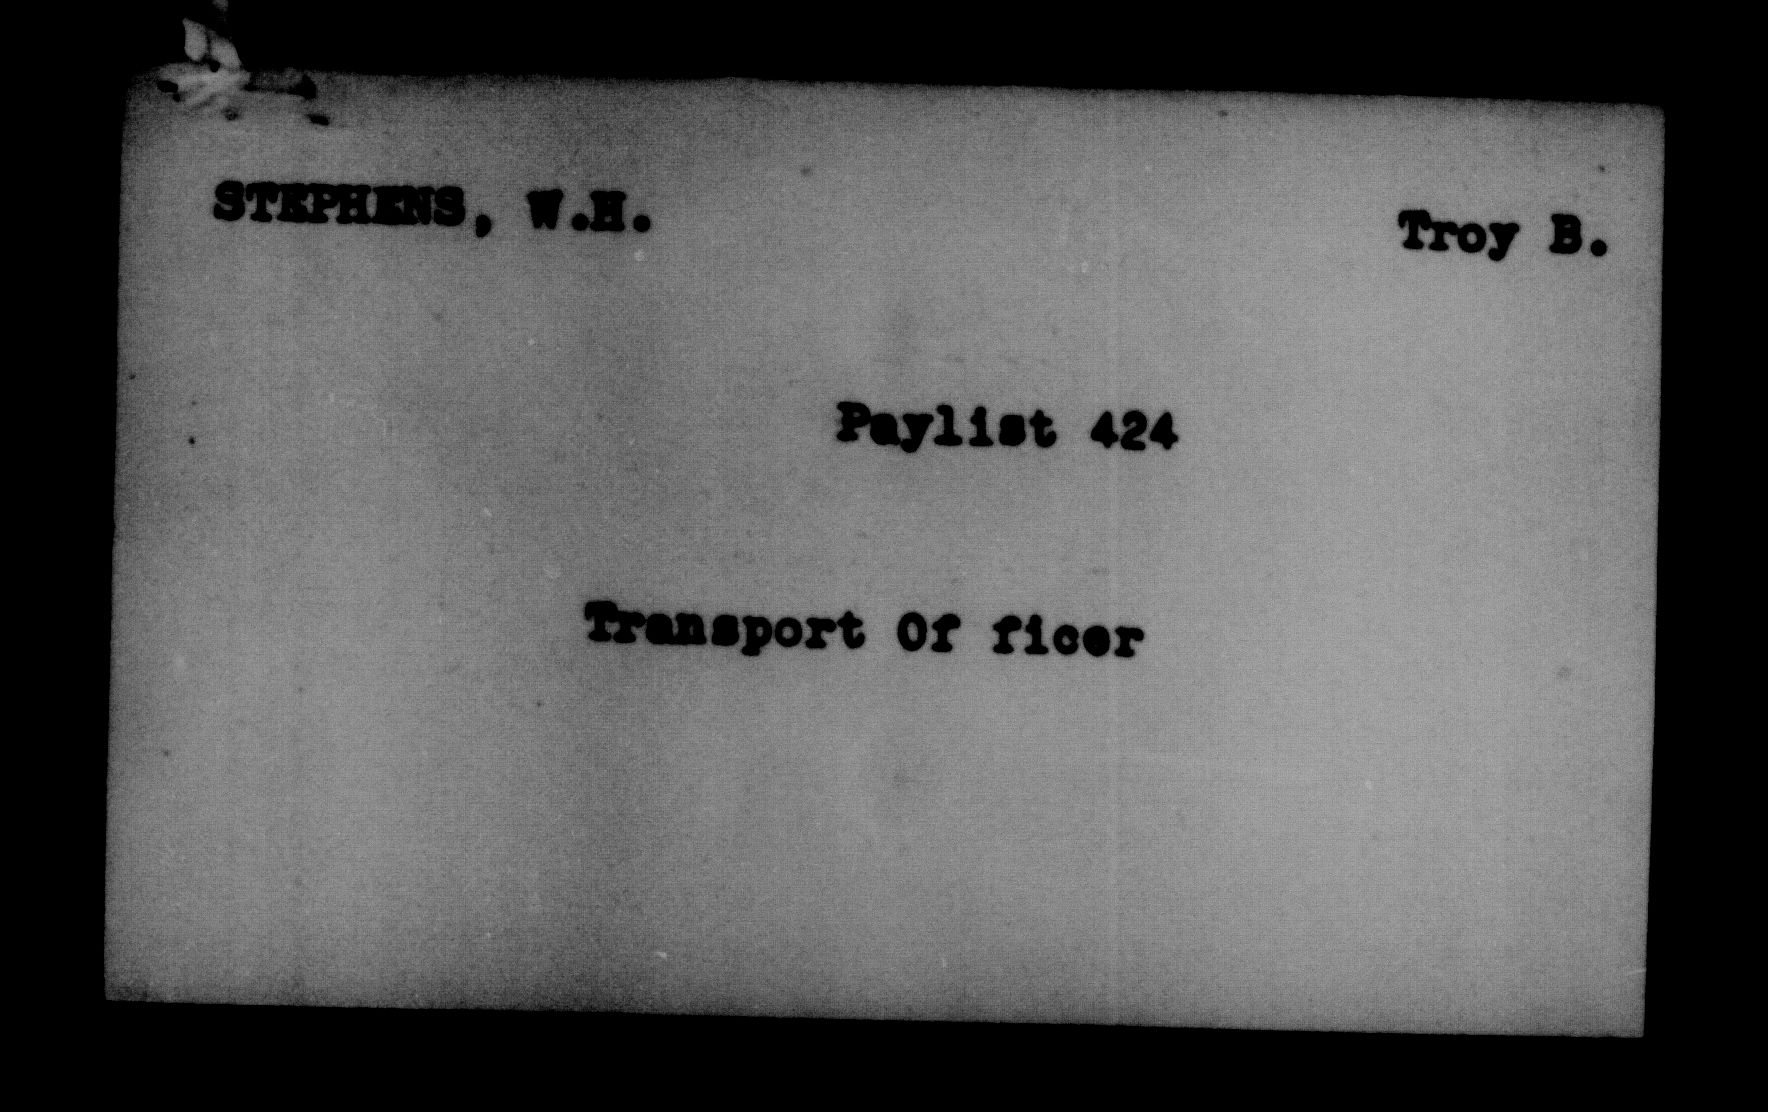 STEPHENS, W.H. Troy B.
Paylist 424
Transport Of ficer